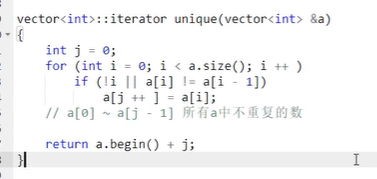 vector<int>::iterator unique(vector<int> &a)
{
    int j = 0;
    for (int i = 0; i < a.size(); i ++ )
        if (!i || a[i] != a[i - 1])
            a[j ++ ] = a[i];
    // a[0] ~ a[j - 1] 所有a中不重复的数

    return a.begin() + j;
}